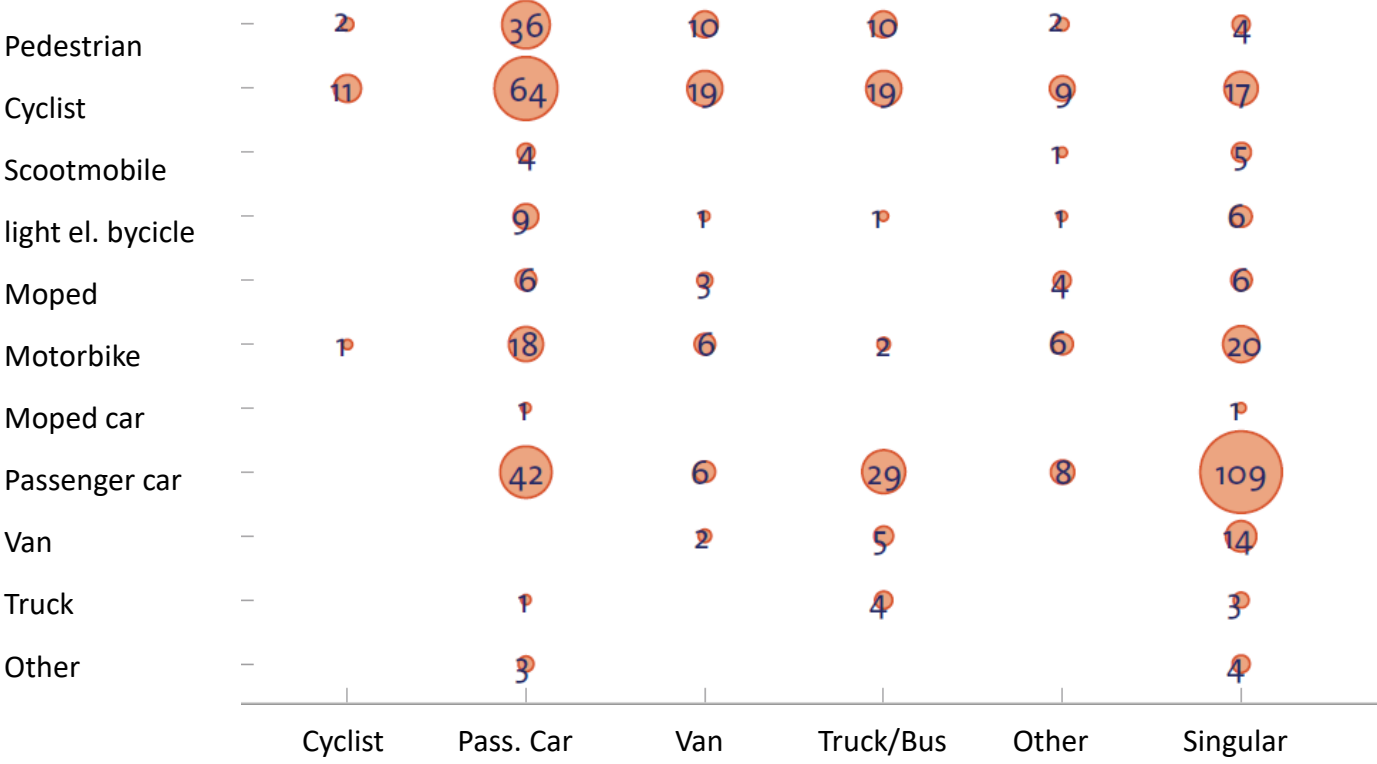 Pedestrian 2 36 10 10 2 4
Cyclist 11 64 19 19 9 17
Scootmobile 4 1 5
light el. bycicle 9 1 1 1 6
Moped 6 3 4 6
Motorbike 1 18 6 2 6 20
Moped car 1 1
Passenger car 42 6 29 8 109
Van 2 5 14
Truck 1 4 3
Other 3 4
Cyclist Pass. Car Van Truck/Bus Other Singular